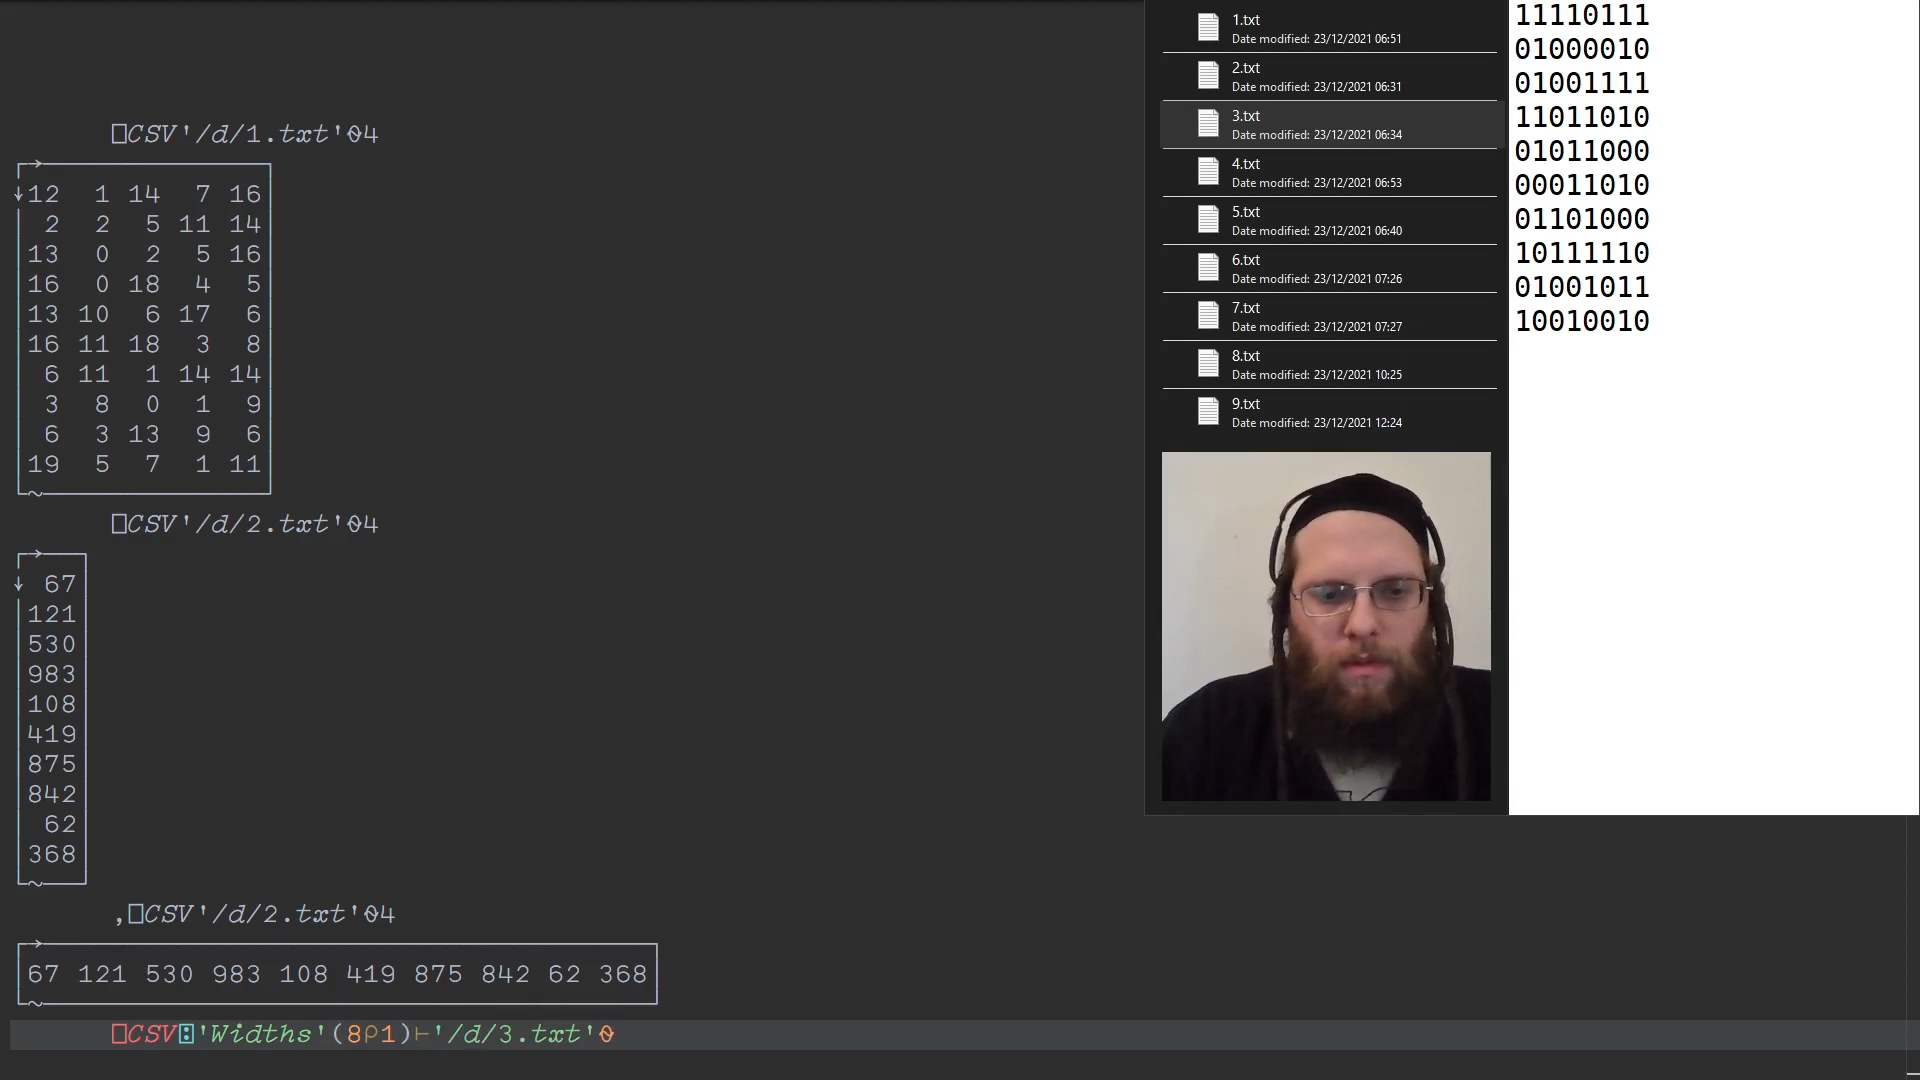 ⎕CSV'/d/1.txt'⍬4
┌→──────────────┐
↓12  1 14  7 16│
│ 2  2  5 11 14│
│13  0  2  5 16│
│16  0 18  4  5│
│13 10  6 17  6│
│16 11 18  3  8│
│ 6 11  1 14 14│
│ 3  8  0  1  9│
│ 6  3 13  9  6│
│19  5  7  1 11│
└~──────────────┘
⎕CSV'/d/2.txt'⍬4
┌→──┐
↓ 67│
│121│
│530│
│983│
│108│
│419│
│875│
│842│
│ 62│
│368│
└~──┘
,⎕CSV'/d/2.txt'⍬4
┌→─────────────────────────────────────┐
│67 121 530 983 108 419 875 842 62 368│
└~─────────────────────────────────────┘
⎕CSV⍠'Widths'(8⍴1)⊢'/d/3.txt'⍬
1.txt
Date modified: 23/12/2021 06:51
2.txt
Date modified: 23/12/2021 06:31
3.txt
Date modified: 23/12/2021 06:34
4.txt
Date modified: 23/12/2021 06:53
5.txt
Date modified: 23/12/2021 06:40
6.txt
Date modified: 23/12/2021 07:26
7.txt
Date modified: 23/12/2021 07:27
8.txt
Date modified: 23/12/2021 10:25
9.txt
Date modified: 23/12/2021 12:24
11110111
01000010
01001111
11011010
01011000
00011010
01101000
10111110
01001011
10010010